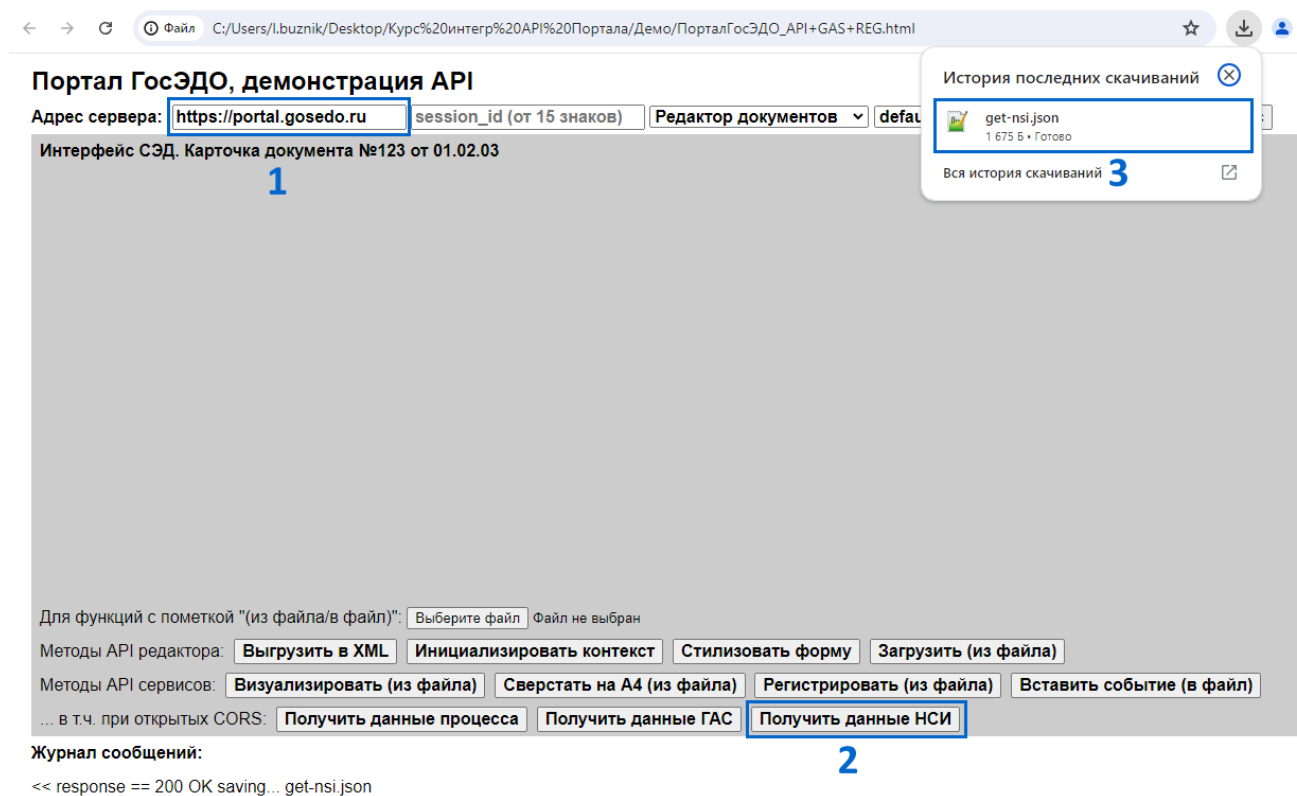 Файл C:/Users/l.buznik/Desktop/Курс%20интегр%20API%20Портала/Демо/ПорталГосЭДО_API+GAS+REG.html
Портал ГосЭДО, демонстрация API
История последних скачиваний
Адрес сервера: https://portal.gosedo.ru session_id (от 15 знаков) Редактор документов defau
get-nsi.json
1 675 Б • Готово
Интерфейс СЭД. Карточка документа №123 от 01.02.03
1
Вся история скачиваний 3
Для функций с пометкой "(из файла/в файл)": Выберите файл Файл не выбран
Методы API редактора: Выгрузить в XML Инициализировать контекст Стилизовать форму Загрузить (из файла)
Методы API сервисов: Визуализировать (из файла) Сверстать на А4 (из файла) Регистрировать (из файла) Вставить событие (в файл)
... в т.ч. при открытых CORS: Получить данные процесса Получить данные ГАС Получить данные НСИ
Журнал сообщений:
2
<< response == 200 OK saving... get-nsi.json